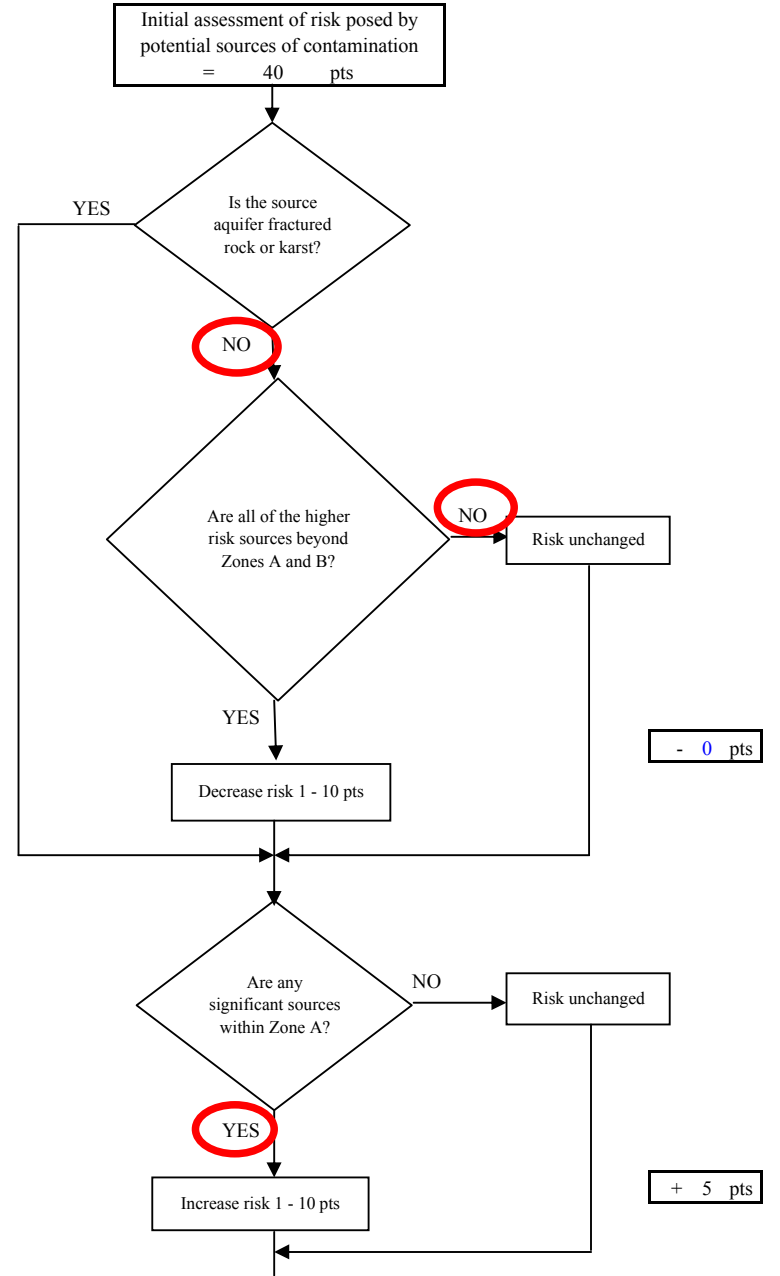 Initial assessment of risk posed by
potential sources of contamination
= 40 pts
YES
Is the source
aquifer fractured
rock or karst?
NO
Are all of the higher
risk sources beyond
Zones A and B?
NO
Risk unchanged
YES
- 0 pts
Decrease risk 1 - 10 pts
Are any
significant sources
within Zone A?
NO
Risk unchanged
YES
Increase risk 1 - 10 pts
+ 5 pts